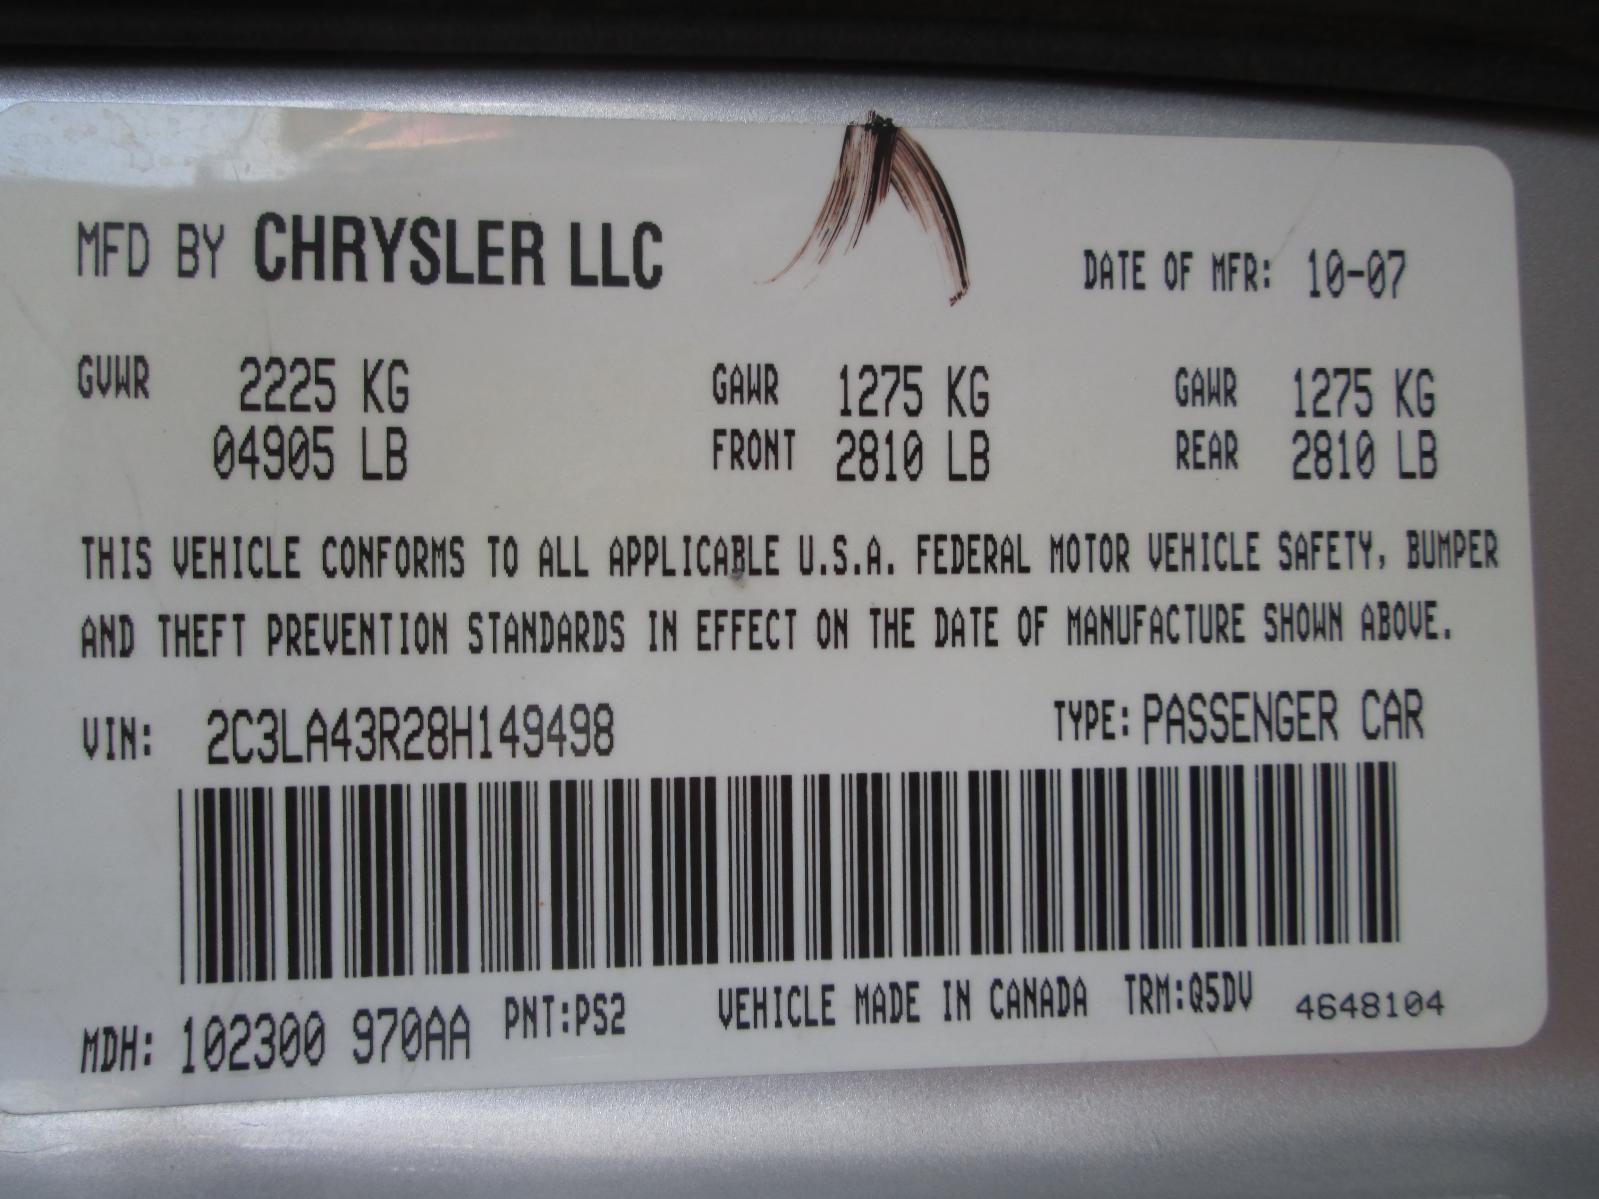 MFD BY CHRYSLER LLC DATE OF MFR: 10-07
GVWR 2225 KG GAWR 1275 KG GAWR 1275 KG
04905 LB FRONT 2810 LB REAR 2810 LB
THIS VEHICLE CONFORMS TO ALL APPLICABLE U.S.A. FEDERAL MOTOR VEHICLE SAFETY, BUMPER
AND THEFT PREVENTION STANDARDS IN EFFECT ON THE DATE OF MANUFACTURE SHOWN ABOVE.
VIN: 2C3LA43R28H149498 TYPE: PASSENGER CAR
MDH: 102300 970AA PNT:PS2 VEHICLE MADE IN CANADA TRM:Q5DV 4648104